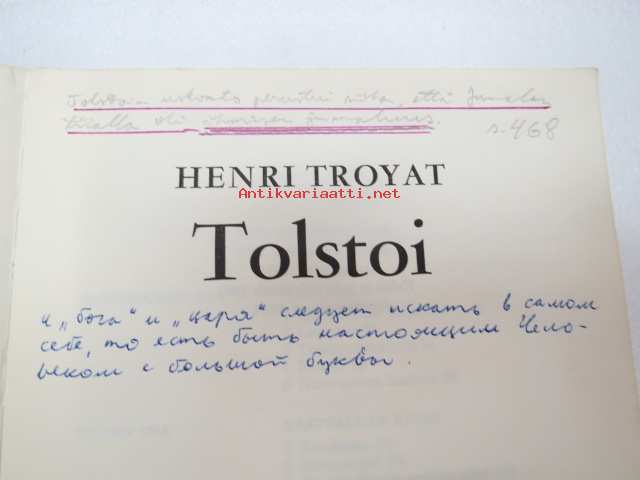 Tolstoin uskonto perustui siihen, että Jumalan
tilalla oli ihmisen jumaluus.
s. 468
HENRI TROYAT
Antikvariaatti.net
Tolstoi
и „бога“ и „царя“ следует искать в самом
себе, то есть быть настоящим Чело-
веком с большой буквы.